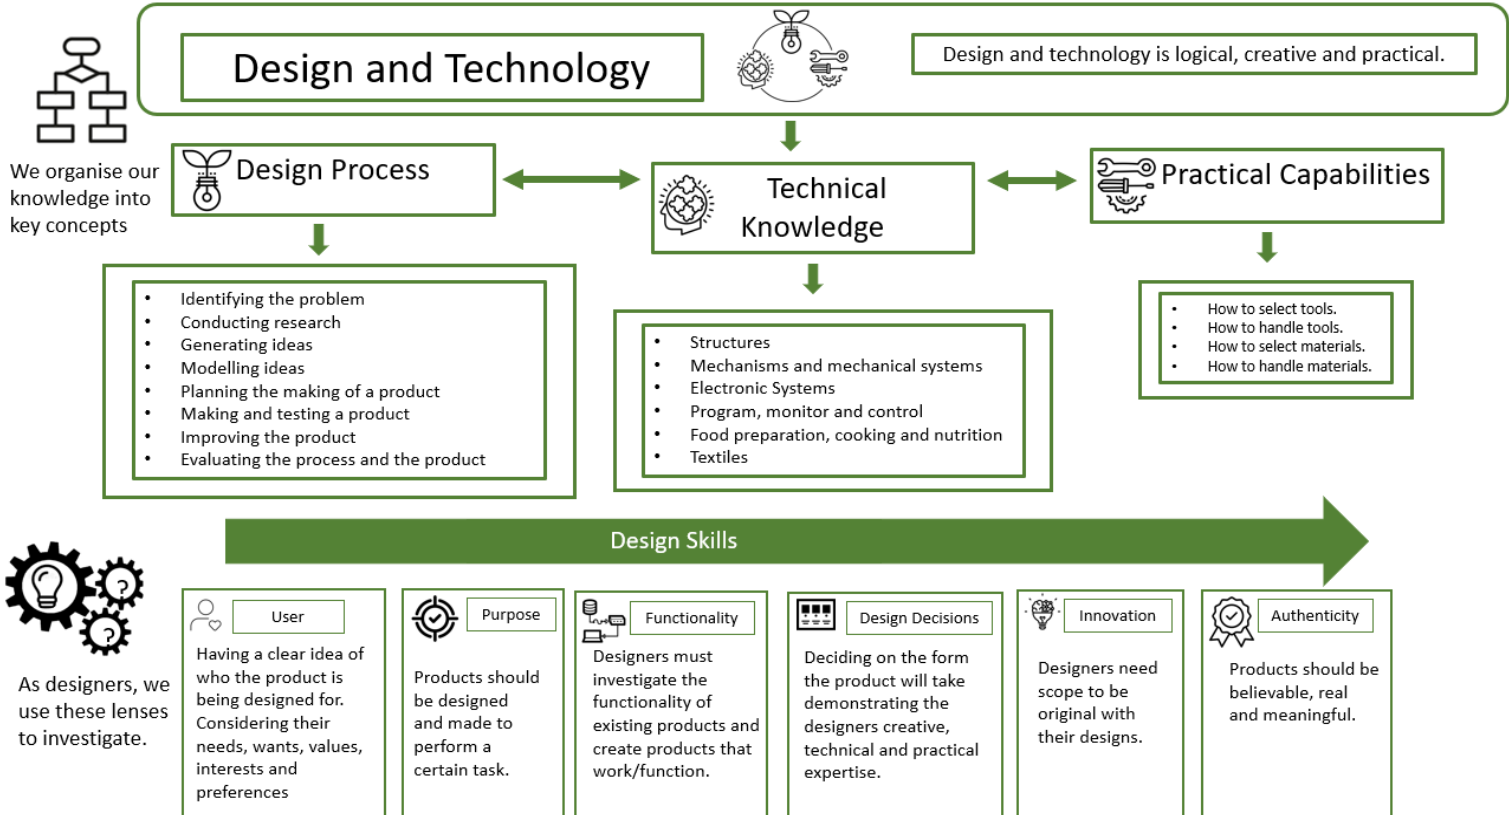 Design and Technology
Design and technology is logical, creative and practical.
We organise our
knowledge into
key concepts
Design Process
Technical
Knowledge
Practical Capabilities
• Identifying the problem
• Conducting research
• Generating ideas
• Modelling ideas
• Planning the making of a product
• Making and testing a product
• Improving the product
• Evaluating the process and the product
• Structures
• Mechanisms and mechanical systems
• Electronic Systems
• Program, monitor and control
• Food preparation, cooking and nutrition
• Textiles
• How to select tools.
• How to handle tools.
• How to select materials.
• How to handle materials.
Design Skills
?
?
As designers, we
use these lenses
to investigate.
User
Having a clear idea of
who the product is
being designed for.
Considering their
needs, wants, values,
interests and
preferences
Purpose
Products should
be designed
and made to
perform a
certain task.
Functionality
Designers must
investigate the
functionality of
existing products and
create products that
work/function.
Design Decisions
Deciding on the form
the product will take
demonstrating the
designers creative,
technical and practical
expertise.
Innovation
Designers need
scope to be
original with
their designs.
Authenticity
Products should be
believable, real
and meaningful.